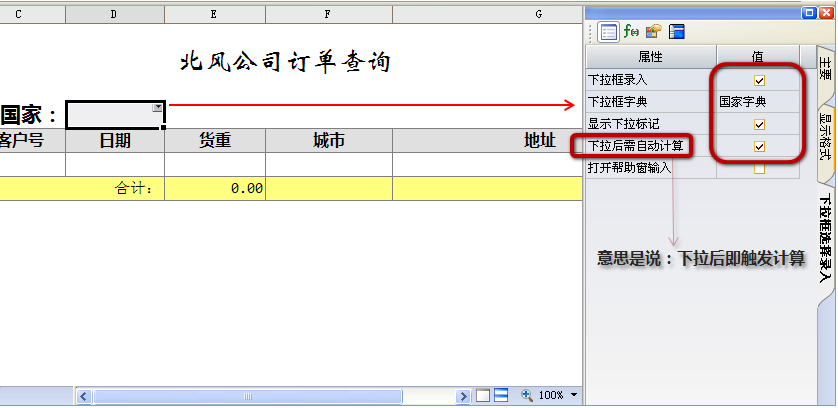 C D E F G
北风公司订单查询
国家：
客户号 日期 货重 城市 地址
合计： 0.00
100%
属性 值
下拉框录入
下拉框字典 国家字典
显示下拉标记
下拉后需自动计算
打开帮助窗输入
意思是说：下拉后即触发计算
主要
显示格式
下拉框选择录入